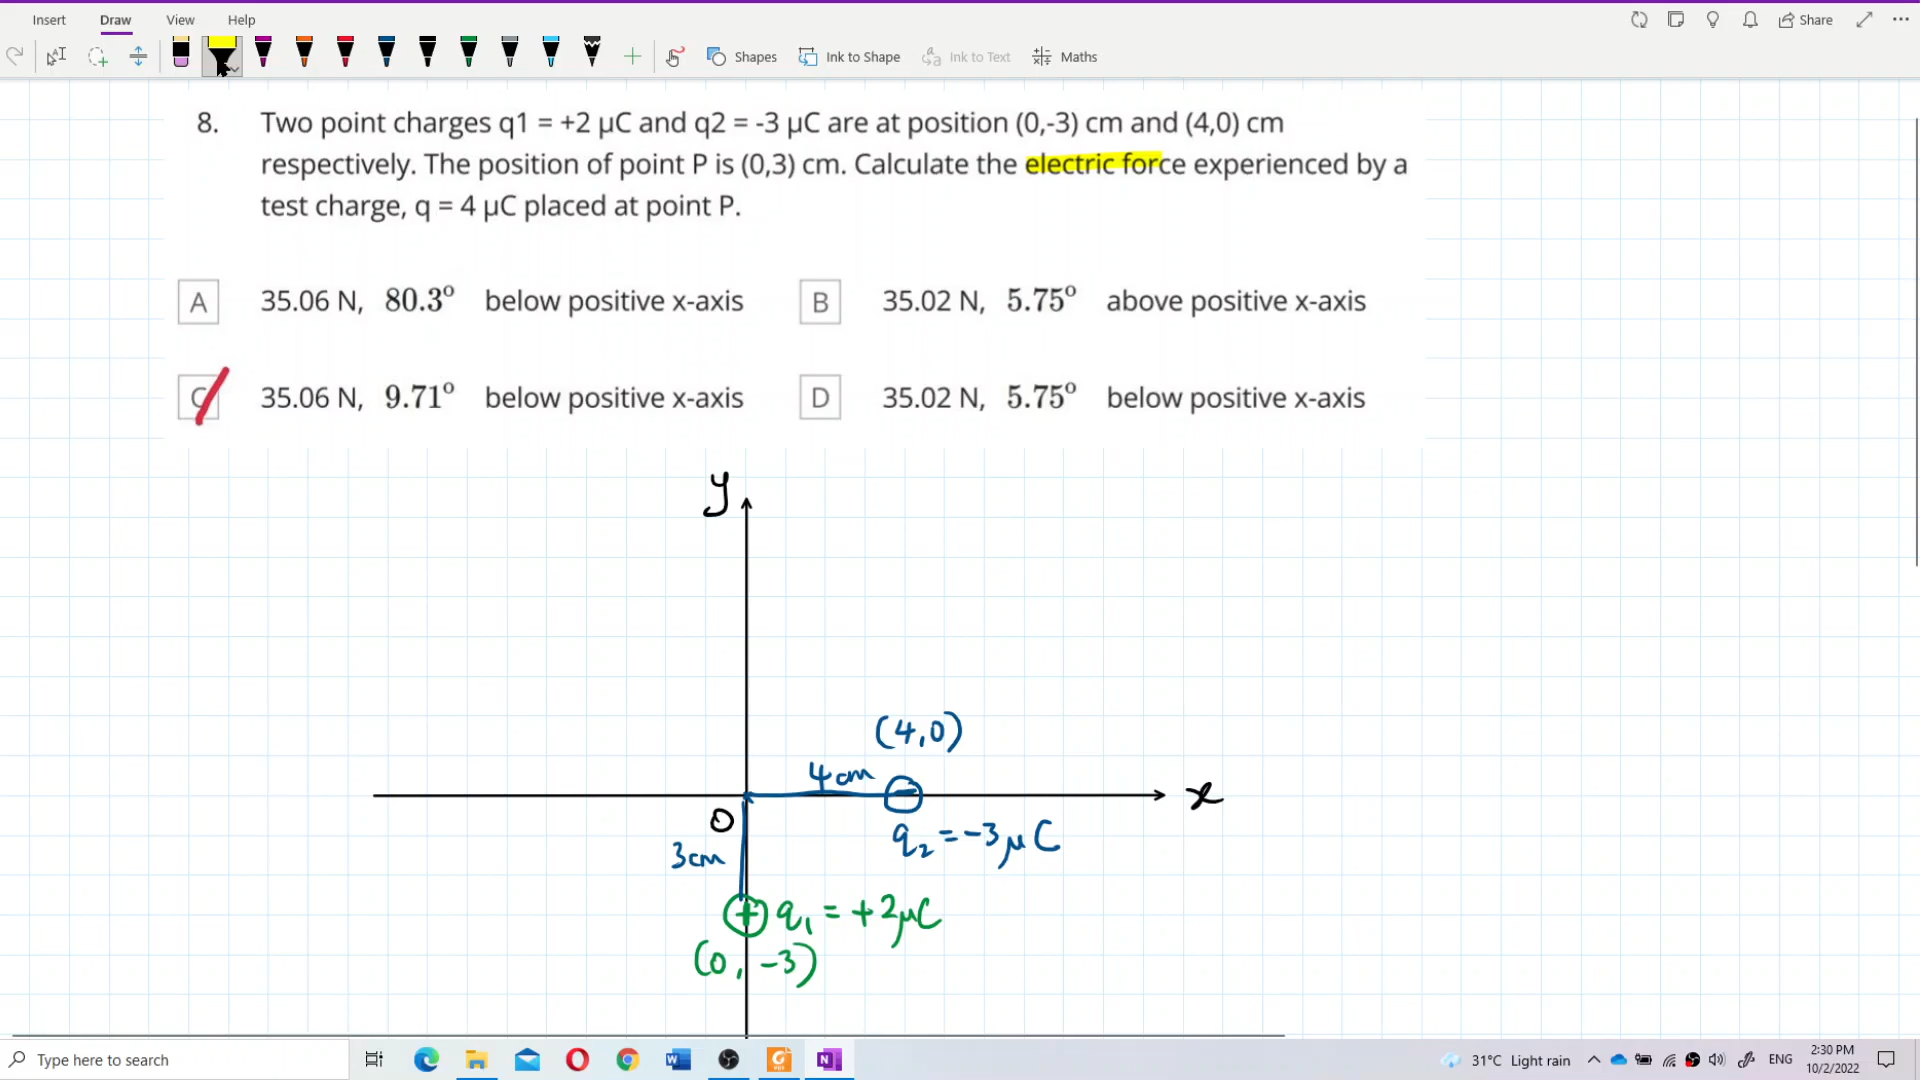 Insert Draw View Help
Share
Shapes Ink to Shape Ink to Text Maths
8. Two point charges q1 = +2 μC and q2 = -3 μC are at position (0,-3) cm and (4,0) cm
respectively. The position of point P is (0,3) cm. Calculate the electric force experienced by a
test charge, q = 4 μC placed at point P.
A 35.06 N, 80.3° below positive x-axis B 35.02 N, 5.75° above positive x-axis
C 35.06 N, 9.71° below positive x-axis D 35.02 N, 5.75° below positive x-axis
y
(4,0)
4cm
x
O
q₂ = -3μC
3cm
+ q₁ = +2μC
(0, -3)
2:30 PM
Type here to search 31°C Light rain ENG
10/2/2022